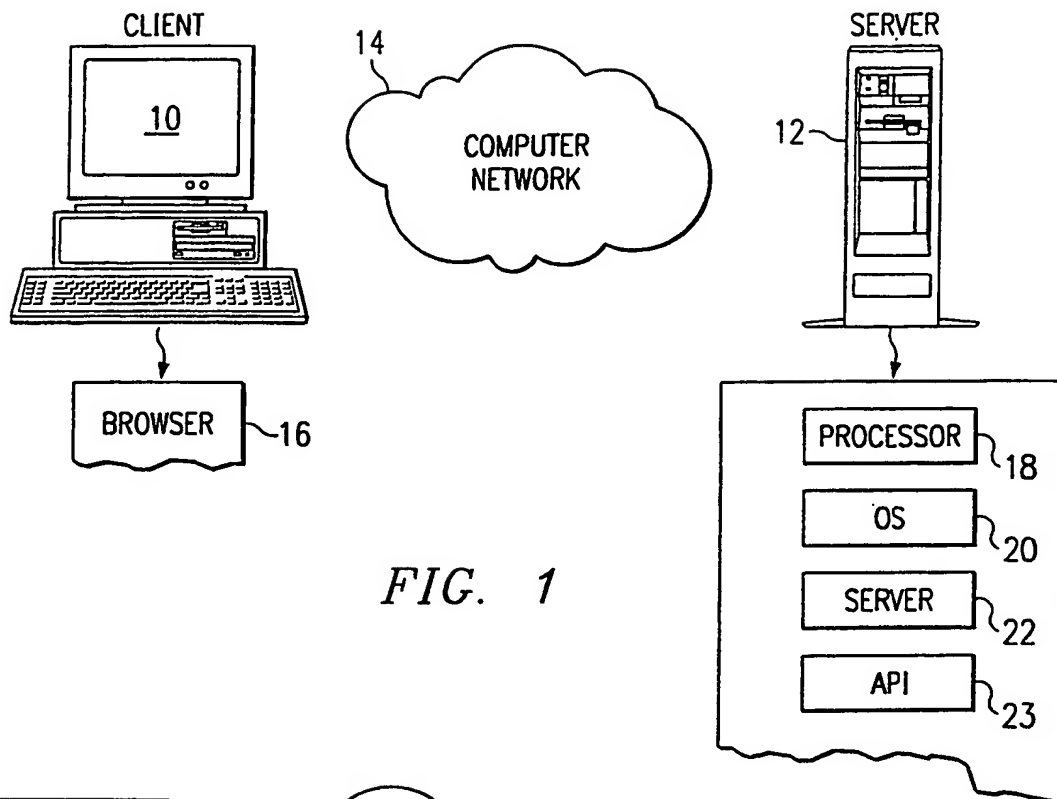 CLIENT
10
14
COMPUTER
NETWORK
SERVER
12
BROWSER
16
PROCESSOR
18
OS
20
SERVER
22
API
23
FIG. 1